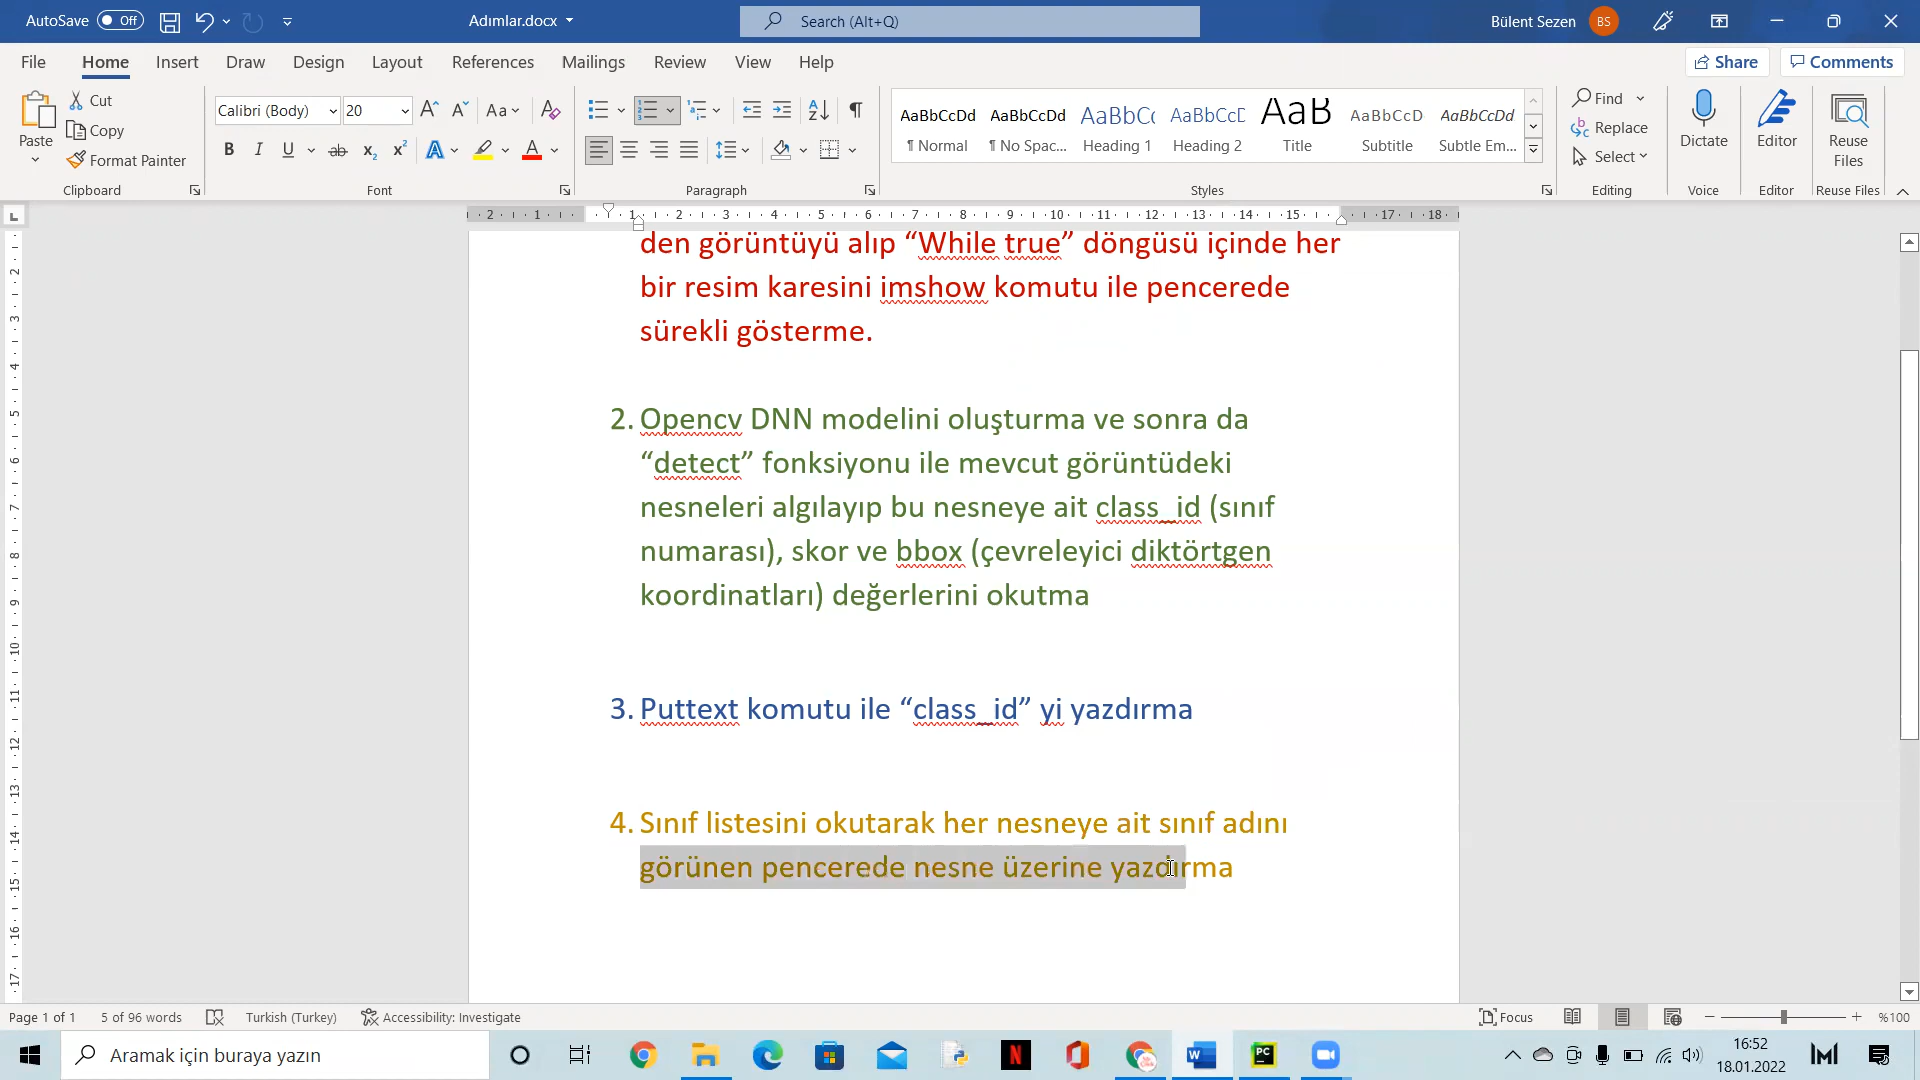 AutoSave Off Adımlar.docx Search (Alt+Q) Bülent Sezen BS
File Home Insert Draw Design Layout References Mailings Review View Help Share Comments
Paste Cut Copy Format Painter Clipboard
Calibri (Body) 20 Aa Font
Paragraph
AaBbCcDd AaBbCcDd AaBbCc AaBbCcC AaB AaBbCcD AaBbCcDd
¶ Normal ¶ No Spac... Heading 1 Heading 2 Title Subtitle Subtle Em...
Styles
Find Replace Select Editing
Dictate Voice
Editor Editor
Reuse Files Reuse Files
den görüntüyü alıp “While true” döngüsü içinde her
bir resim karesini imshow komutu ile pencerede
sürekli gösterme.
2. Opencv DNN modelini oluşturma ve sonra da
“detect” fonksiyonu ile mevcut görüntüdeki
nesneleri algılayıp bu nesneye ait class_id (sınıf
numarası), skor ve bbox (çevreleyici diktörtgen
koordinatları) değerlerini okutma
3. Puttext komutu ile “class_id” yi yazdırma
4. Sınıf listesini okutarak her nesneye ait sınıf adını
görünen pencerede nesne üzerine yazdırma
Page 1 of 1 5 of 96 words Turkish (Turkey) Accessibility: Investigate Focus %100
Aramak için buraya yazın 16:52
18.01.2022